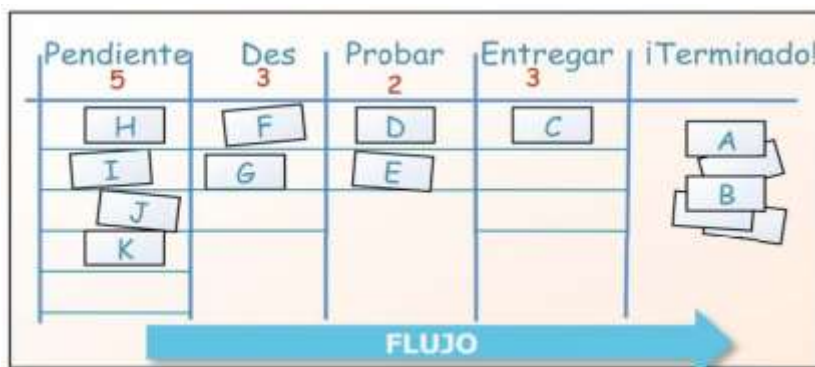 Pendiente Des Probar Entregar ¡Terminado!
5 3 2 3
H F D C A
I G E B
J
K
FLUJO